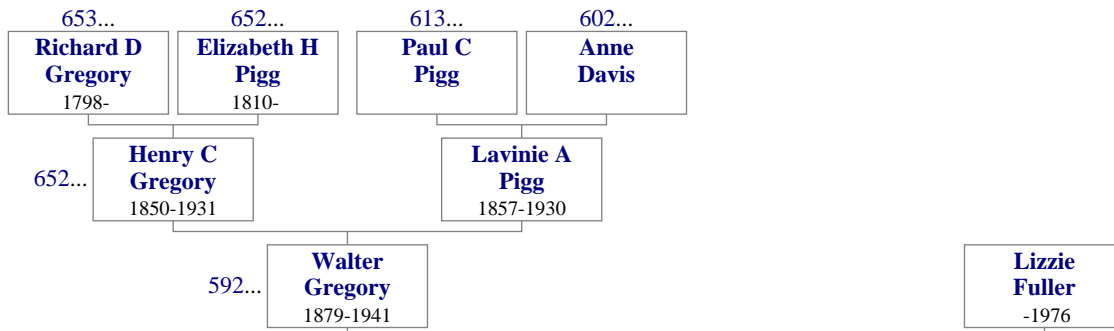 653... 652... 613... 602...
Richard D Elizabeth H Paul C Anne
Gregory Pigg Pigg Davis
1798- 1810-
Henry C Lavinie A
652... Gregory Pigg
1850-1931 1857-1930
Walter Lizzie
592... Gregory Fuller
1879-1941 -1976